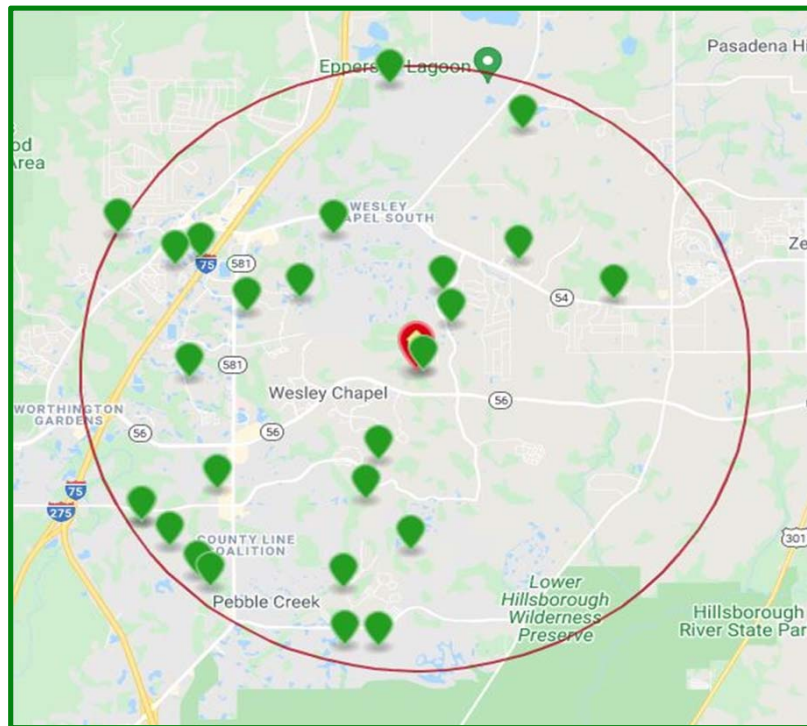 Pasadena Hi
Epperson Lagoon
od
Area
WESLEY
CHAPEL SOUTH
Ze
75
581
54
581
Wesley Chapel
56
WORTHINGTON
GARDENS
56
56
75
275
COUNTY LINE
COALITION
301
Pebble Creek
Lower
Hillsborough
Wilderness
Preserve
Hillsborough
River State Par